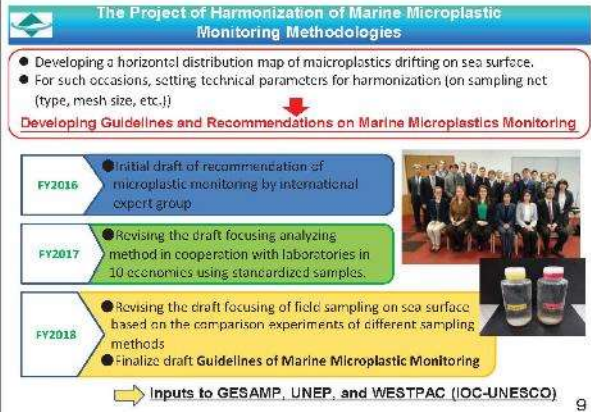 The Project of Harmonization of Marine Microplastic
Monitoring Methodologies
● Developing a horizontal distribution map of maicroplastics drifting on sea surface.
● For such occasions, setting technical parameters for harmonization (on sampling net
(type, mesh size, etc.))
Developing Guidelines and Recommendations on Marine Microplastics Monitoring
FY2016
●Initial draft of recommendation of
microplastic monitoring by international
expert group
FY2017
●Revising the draft focusing analyzing
method in cooperation with laboratories in
10 economies using standardized samples.
FY2018
●Revising the draft focusing of field sampling on sea surface
based on the comparison experiments of different sampling
methods
●Finalize draft Guidelines of Marine Microplastic Monitoring
Inputs to GESAMP, UNEP, and WESTPAC (IOC-UNESCO)
9